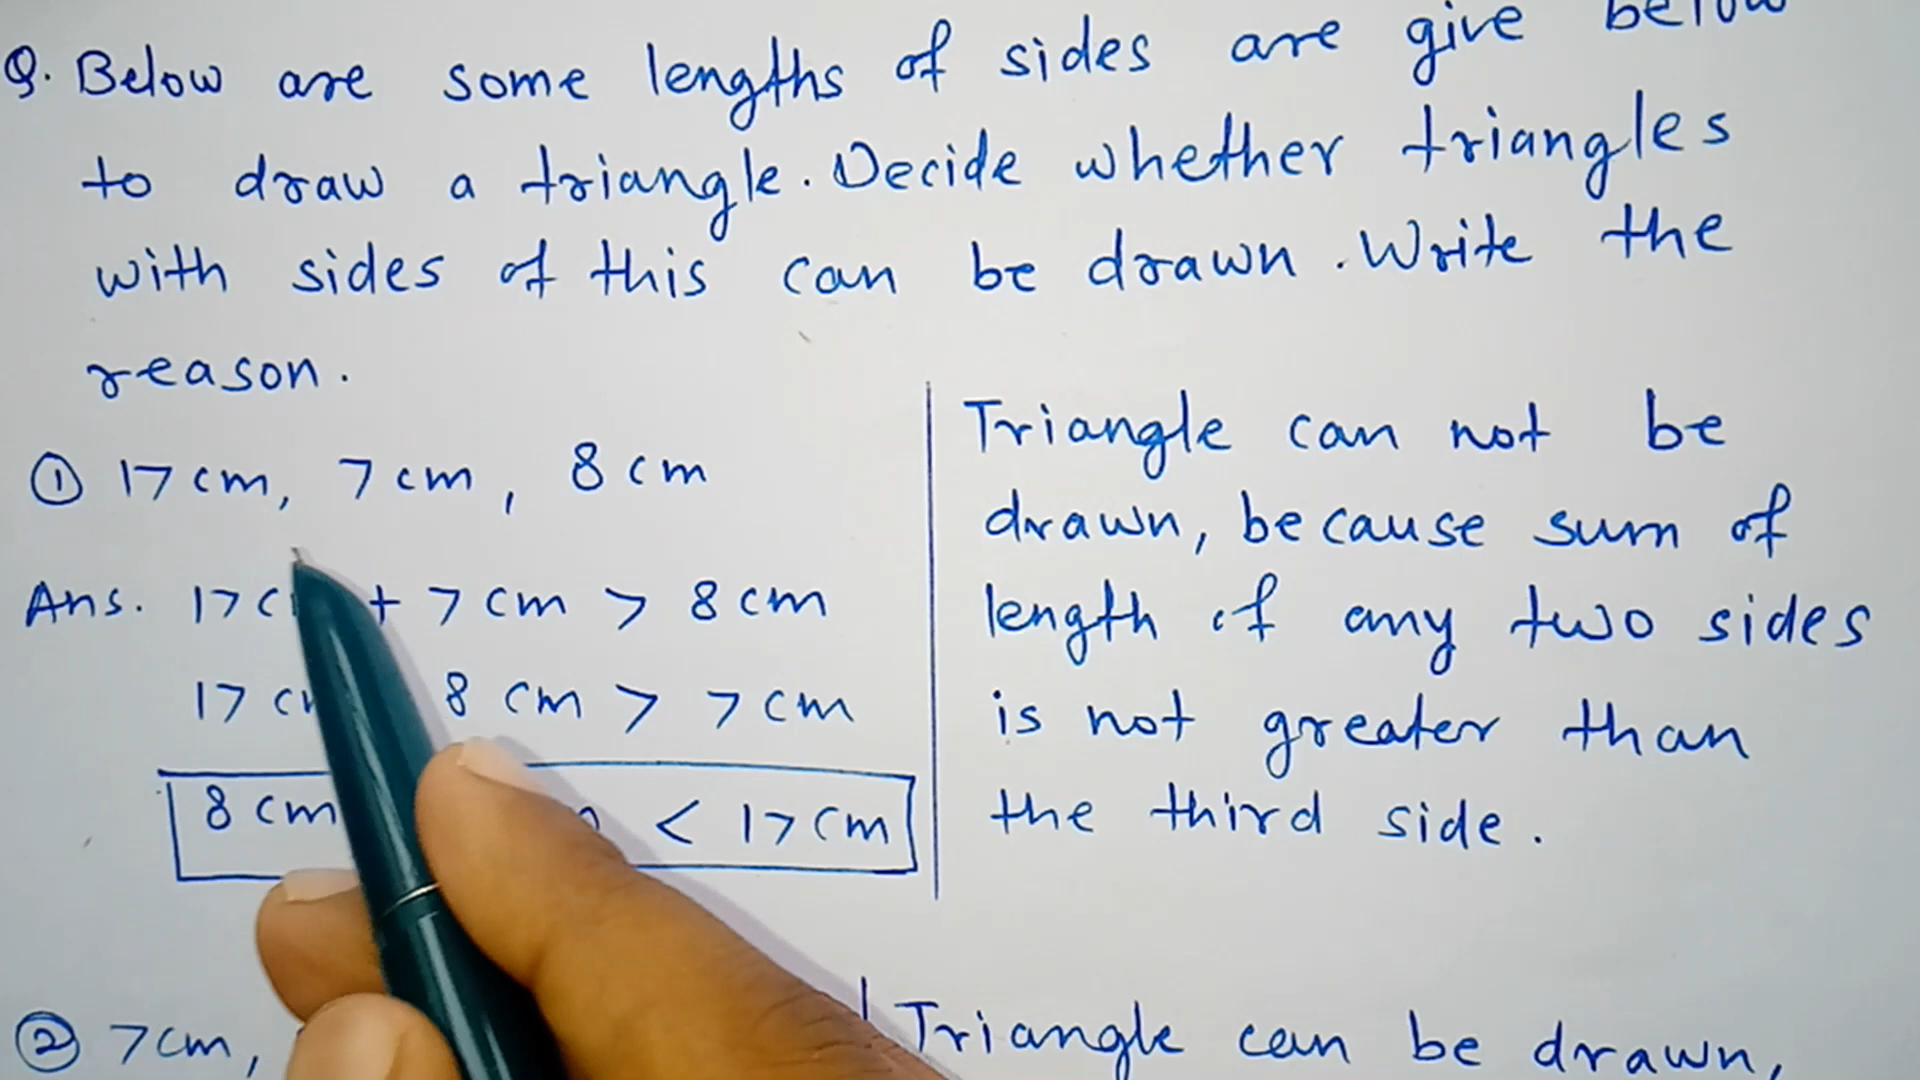 Q. Below are some lengths of sides are give below
to draw a triangle. Decide whether triangles
with sides of this can be drawn. Write the
reason.
① 17 cm, 7 cm, 8 cm
Ans. 17 c + 7 cm > 8 cm
17 c 8 cm > 7 cm
8 cm < 17 cm
Triangle can not be
drawn, because sum of
length of any two sides
is not greater than
the third side.
② 7cm,
Triangle can be drawn,